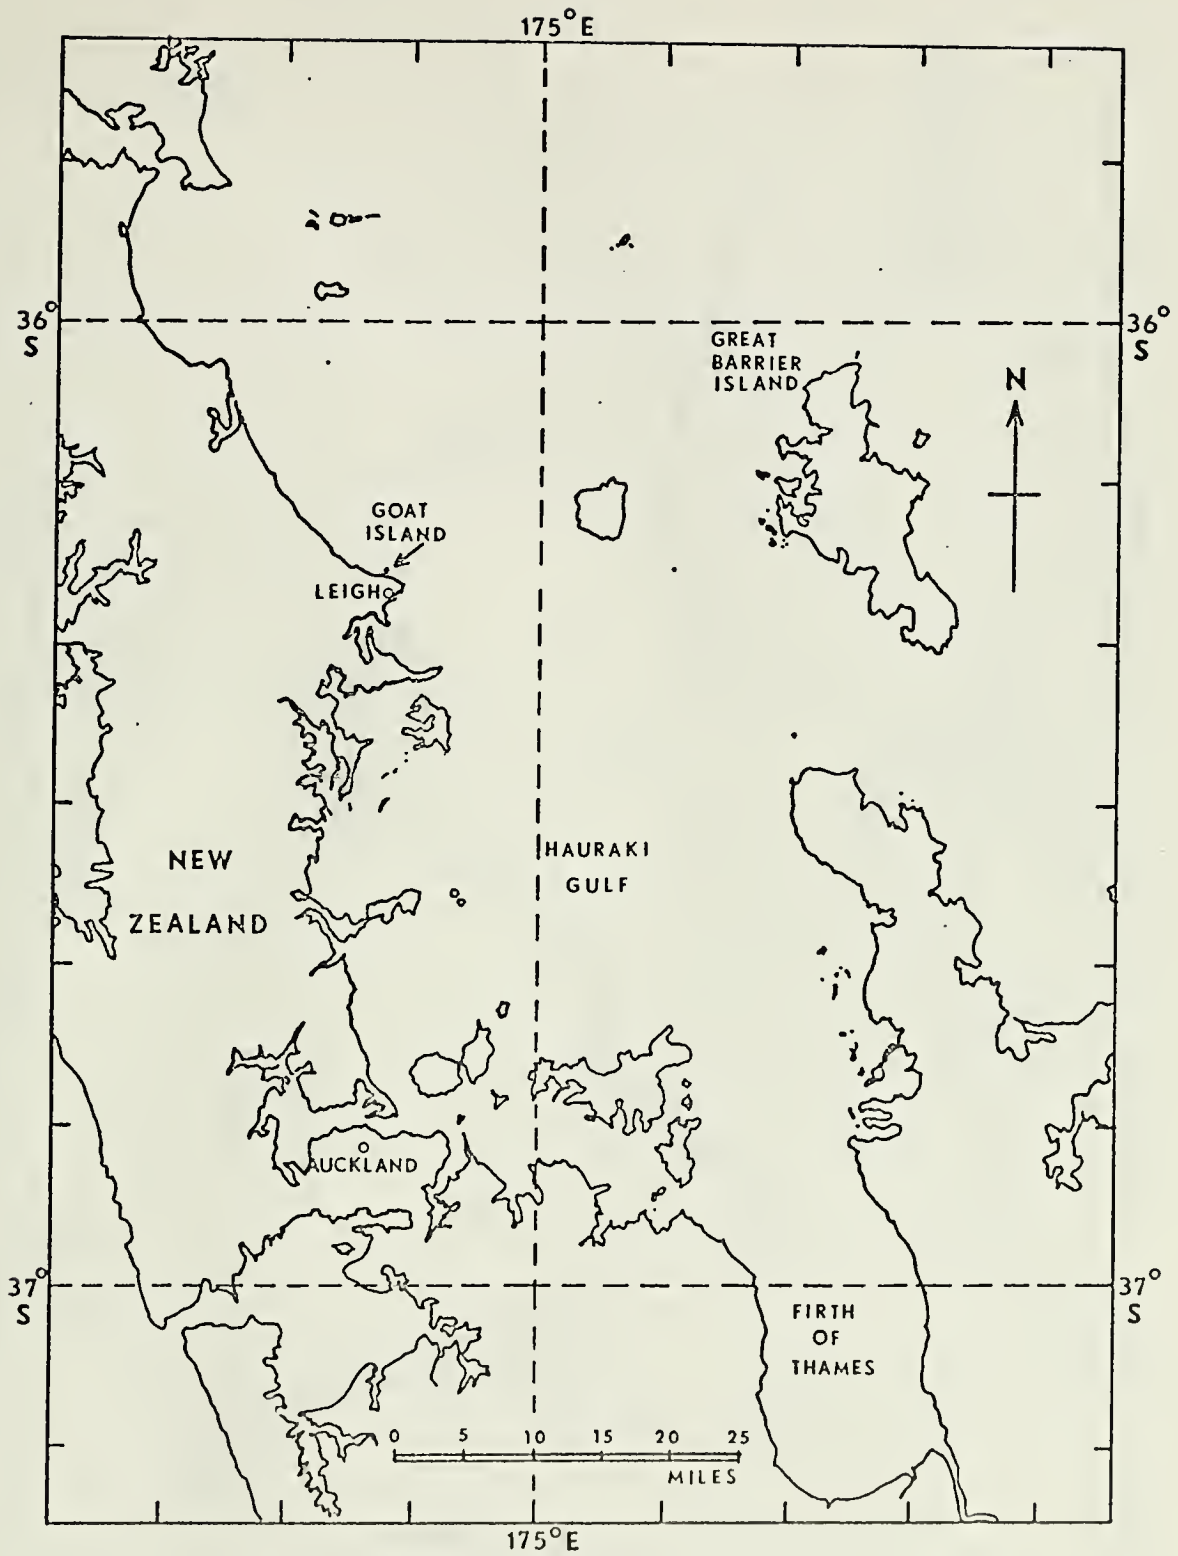 175°E
36°
S
36°
S
GREAT
BARRIER
ISLAND
N
GOAT
ISLAND
LEIGH
NEW
ZEALAND
HAURAKI
GULF
AUCKLAND
37°
S
37°
S
FIRTH
OF
THAMES
0 5 10 15 20 25
MILES
175°E